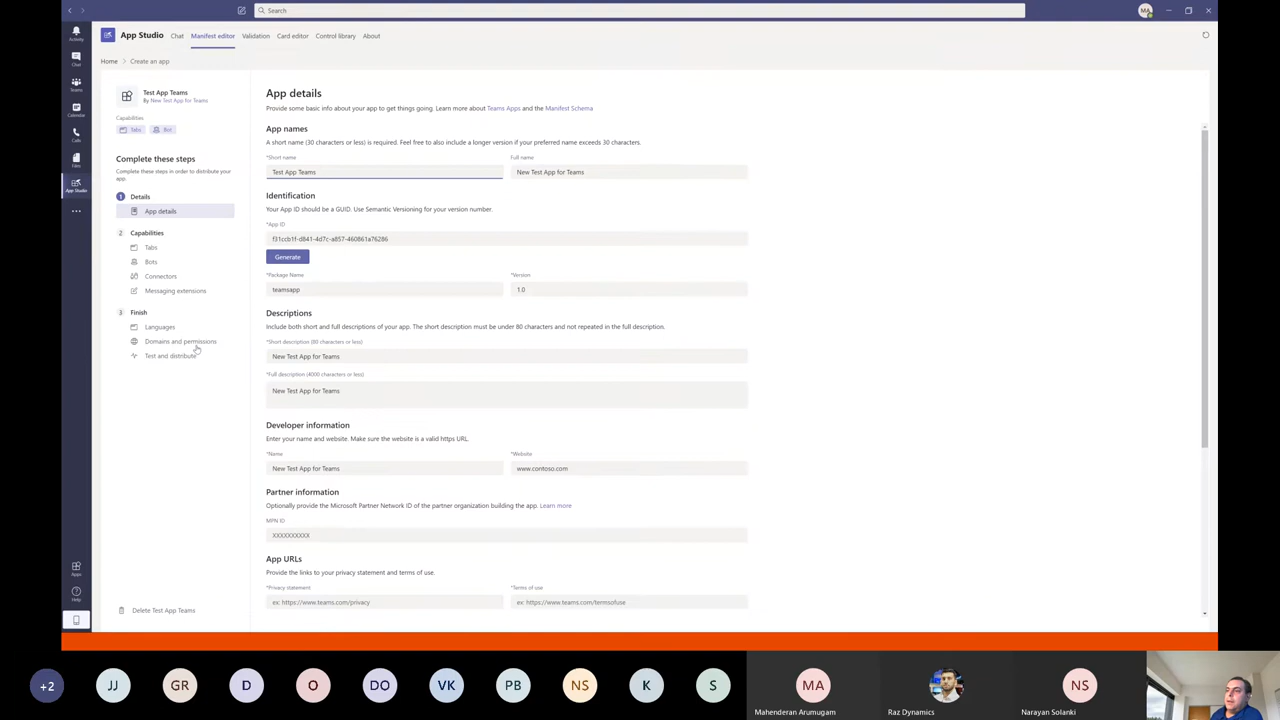 Search
MA
Activity
Chat
Teams
Calendar
Calls
Files
App Studio
Apps
Help
App Studio Chat Manifest editor Validation Card editor Control library About
Home > Create an app
Test App Teams
By New Test App for Teams
Capabilities
Tabs Bot
Complete these steps
Complete these steps in order to distribute your
app.
1 Details
App details
2 Capabilities
Tabs
Bots
Connectors
Messaging extensions
3 Finish
Languages
Domains and permissions
Test and distribute
Delete Test App Teams
App details
Provide some basic info about your app to get things going. Learn more about Teams Apps and the Manifest Schema
App names
A short name (30 characters or less) is required. Feel free to also include a longer version if your preferred name exceeds 30 characters.
*Short name Full name
Test App Teams New Test App for Teams
Identification
Your App ID should be a GUID. Use Semantic Versioning for your version number.
*App ID
f31ccb1f-d841-4d7c-a857-460861a76286
Generate
*Package Name *Version
teamsapp 1.0
Descriptions
Include both short and full descriptions of your app. The short description must be under 80 characters and not repeated in the full description.
*Short description (80 characters or less)
New Test App for Teams
*Full description (4000 characters or less)
New Test App for Teams
Developer information
Enter your name and website. Make sure the website is a valid https URL.
*Name *Website
New Test App for Teams www.contoso.com
Partner information
Optionally provide the Microsoft Partner Network ID of the partner organization building the app. Learn more
MPN ID
XXXXXXXXXX
App URLs
Provide the links to your privacy statement and terms of use.
*Privacy statement *Terms of use
ex: https://www.teams.com/privacy ex: https://www.teams.com/termsofuse
+2 JJ GR D O DO VK PB NS K S MA NS
Mahenderan Arumugam Raz Dynamics Narayan Solanki